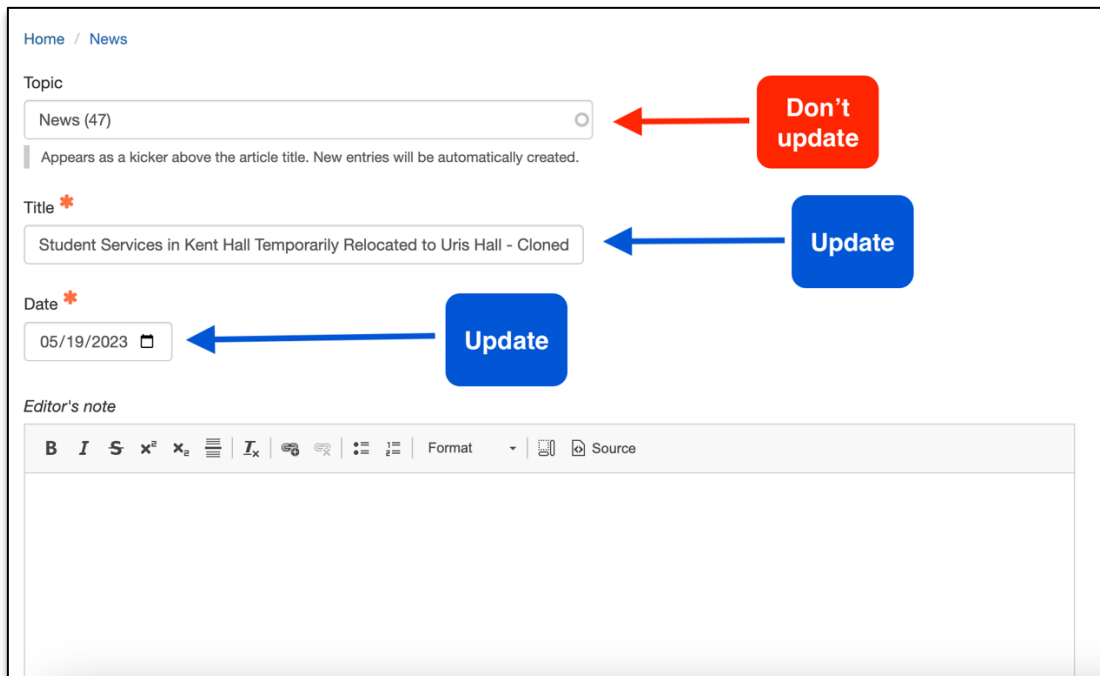 Home / News
Topic
News (47)
Don't
update
Appears as a kicker above the article title. New entries will be automatically created.
Title *
Student Services in Kent Hall Temporarily Relocated to Uris Hall - Cloned
Update
Date *
05/19/2023
Update
Editor's note
B I S x² x₂ Iₓ Format Source